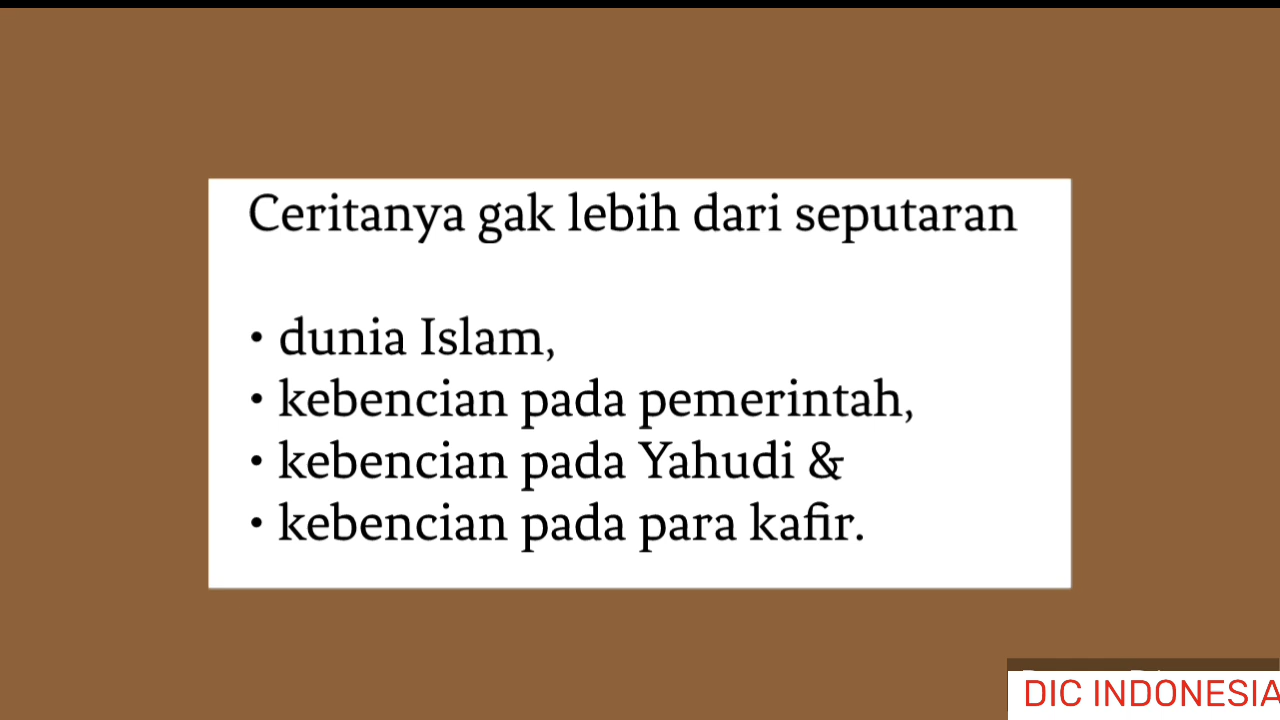 Ceritanya gak lebih dari seputaran
• dunia Islam,
• kebencian pada pemerintah,
• kebencian pada Yahudi &
• kebencian pada para kafir.
DIC INDONESIA